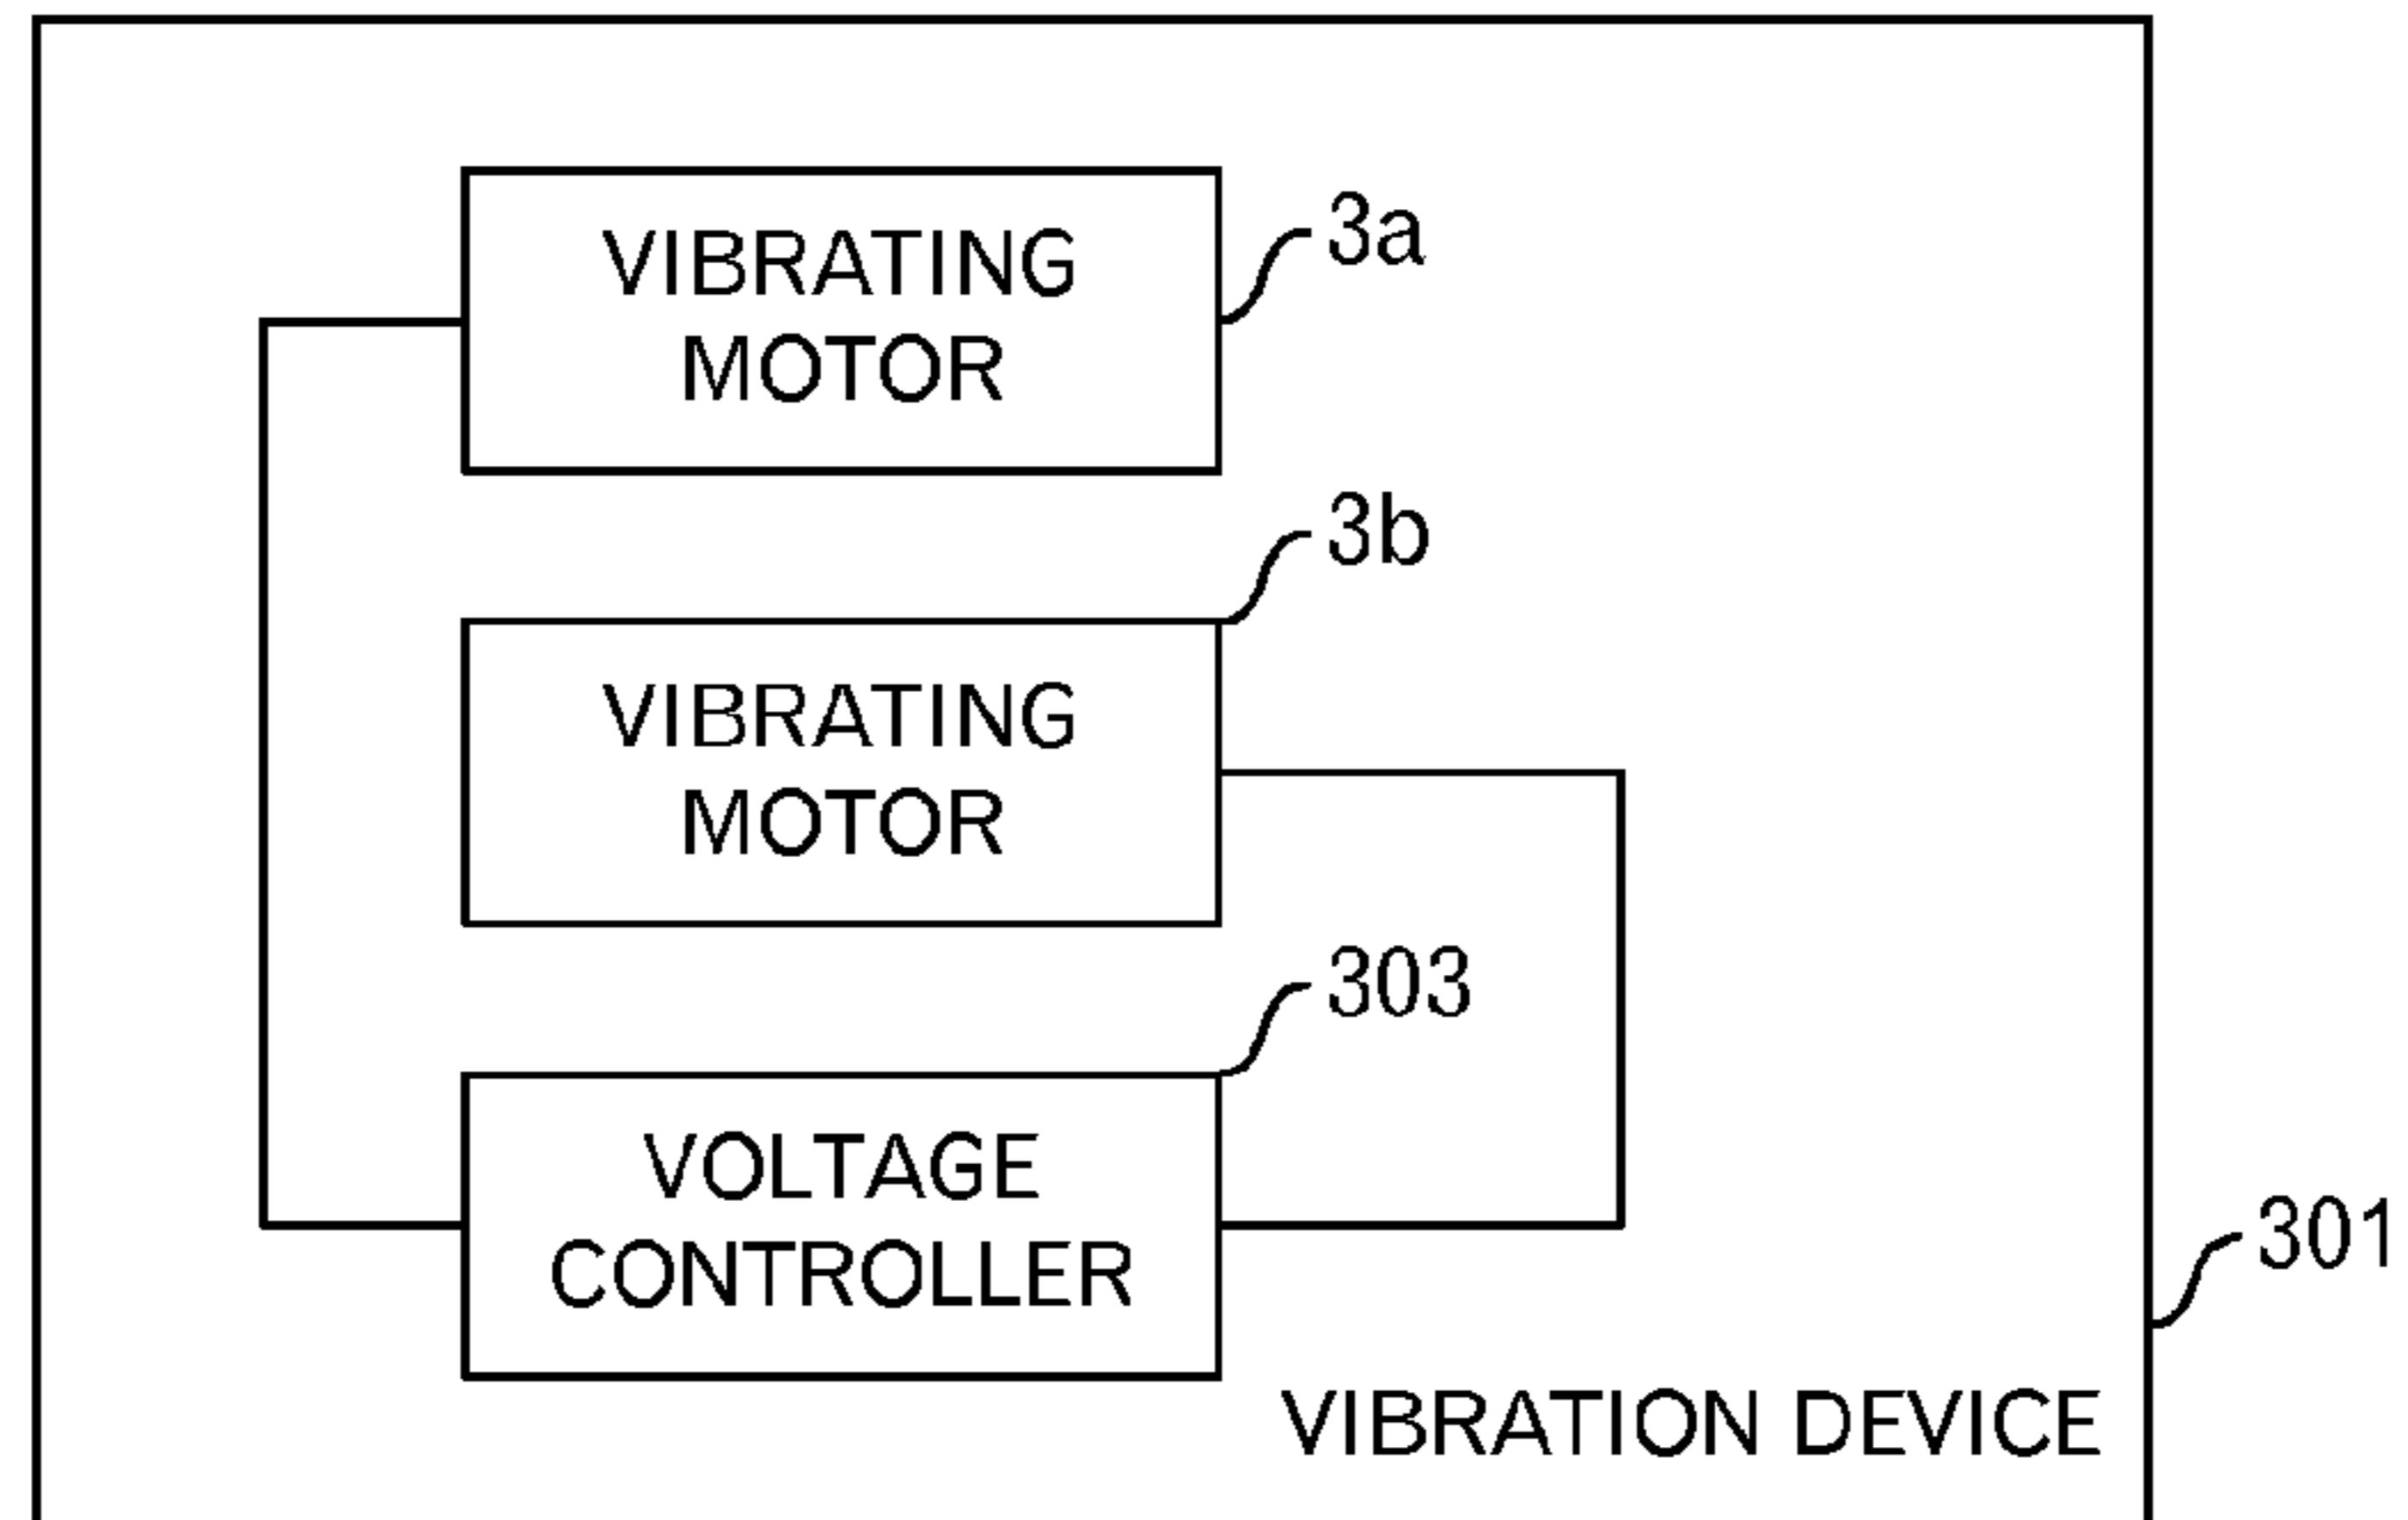 VIBRATING
MOTOR
3a
3b
VIBRATING
MOTOR
303
VOLTAGE
CONTROLLER
301
VIBRATION DEVICE